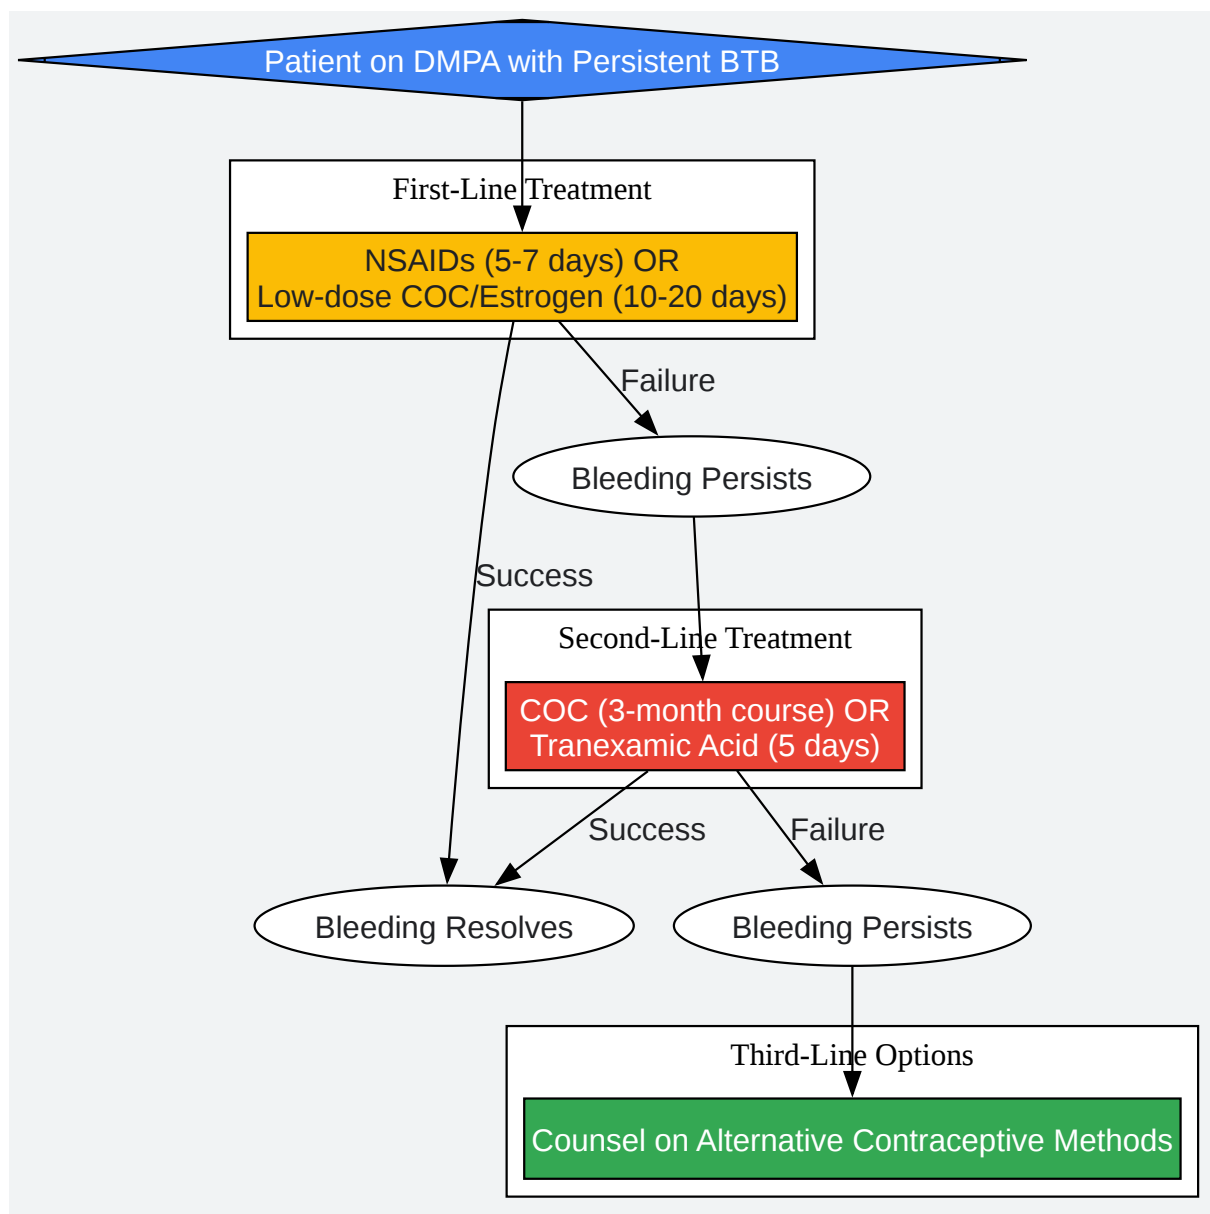 Patient on DMPA with Persistent BTB
First-Line Treatment
NSAIDs (5-7 days) OR
Low-dose COC/Estrogen (10-20 days)
Failure
Bleeding Persists
Success
Second-Line Treatment
COC (3-month course) OR
Tranexamic Acid (5 days)
Success
Failure
Bleeding Resolves
Bleeding Persists
Third-Line Options
Counsel on Alternative Contraceptive Methods